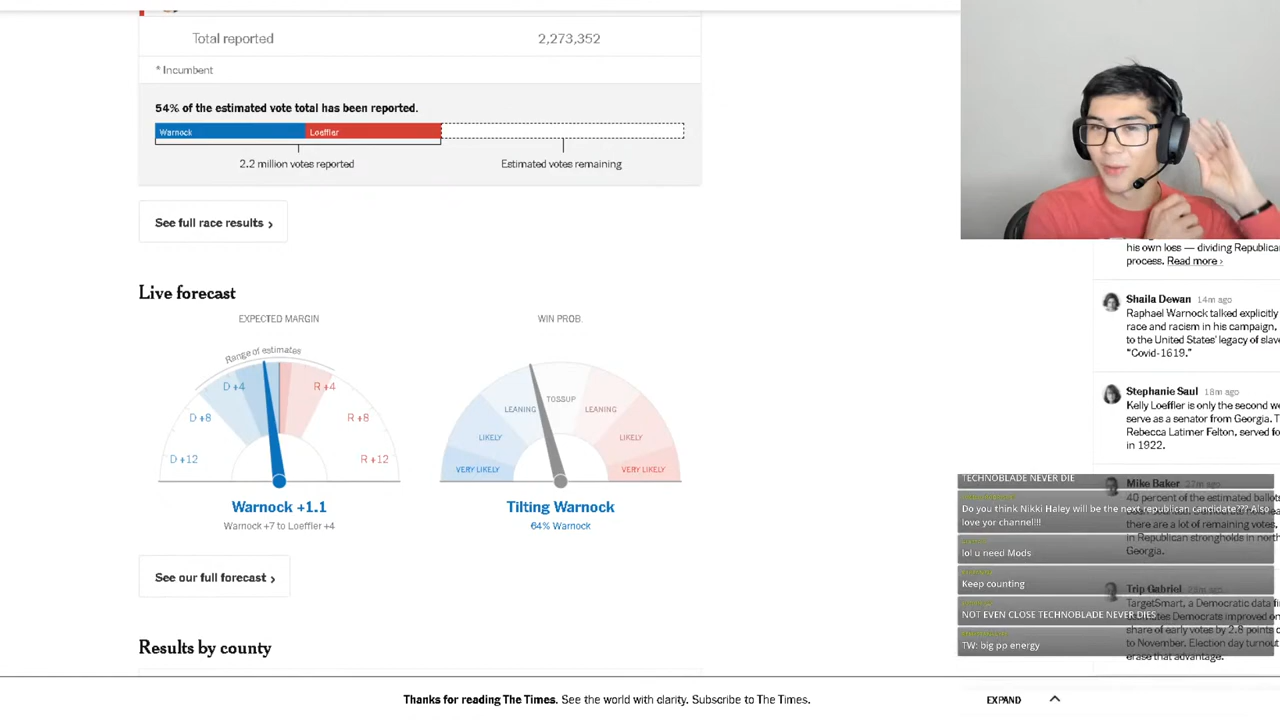 Total reported 2,273,352
* Incumbent
54% of the estimated vote total has been reported.
Warnock Loeffler
2.2 million votes reported Estimated votes remaining
See full race results ›
Live forecast
EXPECTED MARGIN
Range of estimates
D +4 R +4
D +8 R +8
D +12 R +12
Warnock +1.1
Warnock +7 to Loeffler +4
WIN PROB.
TOSSUP
LEANING LEANING
LIKELY LIKELY
VERY LIKELY VERY LIKELY
Tilting Warnock
64% Warnock
See our full forecast ›
Results by county
his own loss — dividing Republica
process. Read more ›
Shaila Dewan 14m ago
Raphael Warnock talked explicitly
race and racism in his campaign,
to the United States' legacy of slave
"Covid-1619."
Stephanie Saul 18m ago
Kelly Loeffler is only the second w
serve as a senator from Georgia. T
Rebecca Latimer Felton, served fo
in 1922.
Mike Baker 27m ago
40 percent of the estimated ballots
there are a lot of remaining votes,
in Republican strongholds in north
Georgia.
Trip Gabriel
TargetSmart, a Democratic data fi
Democrats improved on
share of early votes by 2.8 points
to November. Election day turnout
erase that advantage.
TECHNOBLADE NEVER DIE
Do you think Nikki Haley will be the next republican candidate??? Also
love yor channel!!!
lol u need Mods
Keep counting
NOT EVEN CLOSE TECHNOBLADE NEVER DIES
TW: big pp energy
Thanks for reading The Times. See the world with clarity. Subscribe to The Times.
EXPAND